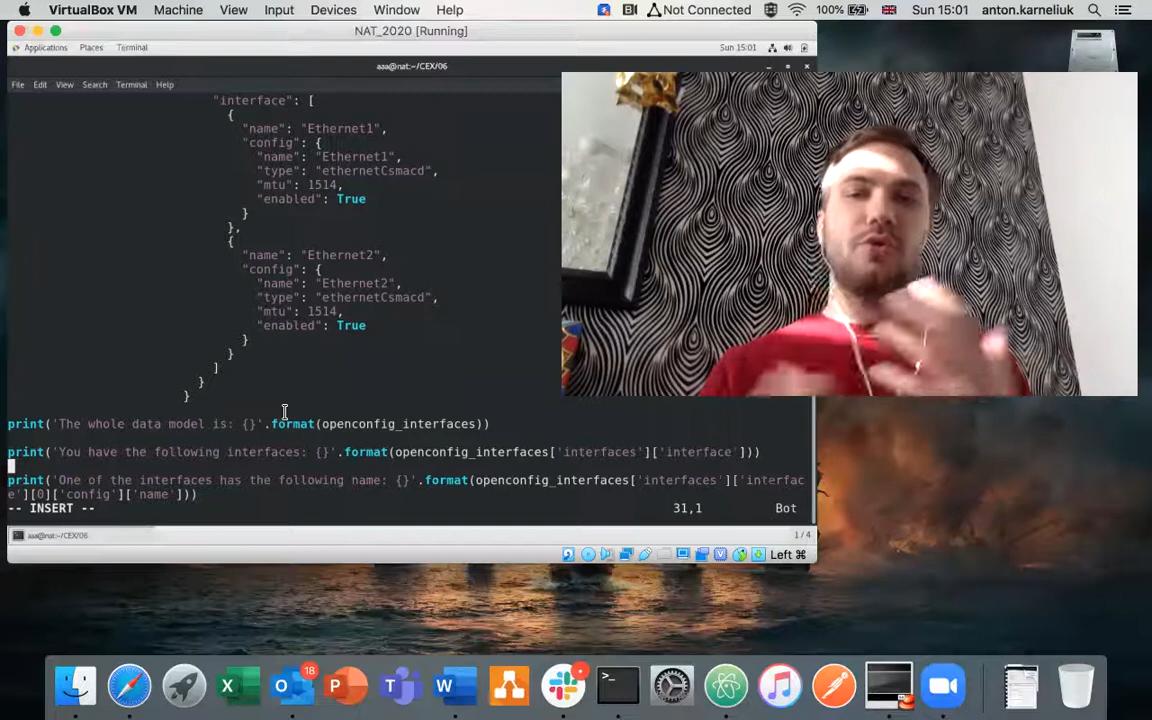 VirtualBox VM Machine View Input Devices Window Help Not Connected 100% Sun 15:01 anton.karneliuk
NAT_2020 [Running]
Applications Places Terminal Sun 15:01
aaa@nat:~/CEX/06
File Edit View Search Terminal Help
"interface": [
{
"name": "Ethernet1",
"config": {
"name": "Ethernet1",
"type": "ethernetCsmacd",
"mtu": 1514,
"enabled": True
}
},
{
"name": "Ethernet2",
"config": {
"name": "Ethernet2",
"type": "ethernetCsmacd",
"mtu": 1514,
"enabled": True
}
}
]
}
}
print('The whole data model is: {}'.format(openconfig_interfaces))
print('You have the following interfaces: {}'.format(openconfig_interfaces['interfaces']['interface']))
print('One of the interfaces has the following name: {}'.format(openconfig_interfaces['interfaces']['interfac
e'][0]['config']['name']))
-- INSERT -- 31,1 Bot
aaa@nat:~/CEX/06 1 / 4
Left ⌘
18
X O P T W >_